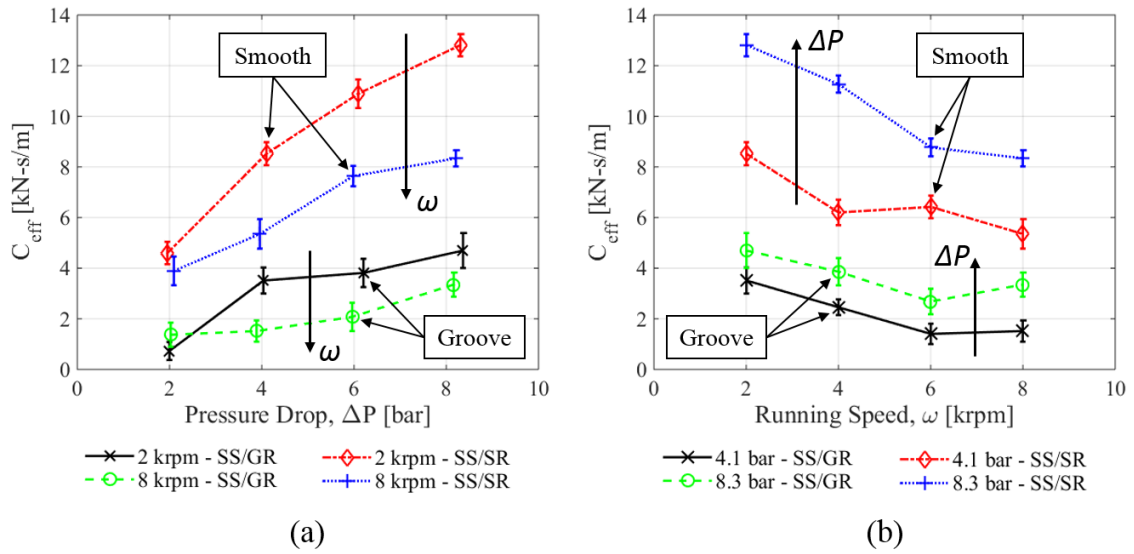 14
12
10
8
6
4
2
0
C_eff [kN-s/m]
Smooth
ω
ω
Groove
0 2 4 6 8 10
Pressure Drop, ΔP [bar]
2 krpm - SS/GR 2 krpm - SS/SR
8 krpm - SS/GR 8 krpm - SS/SR
(a)
14
12
10
8
6
4
2
0
C_eff [kN-s/m]
ΔP
Smooth
ΔP
Groove
0 2 4 6 8 10
Running Speed, ω [krpm]
4.1 bar - SS/GR 4.1 bar - SS/SR
8.3 bar - SS/GR 8.3 bar - SS/SR
(b)